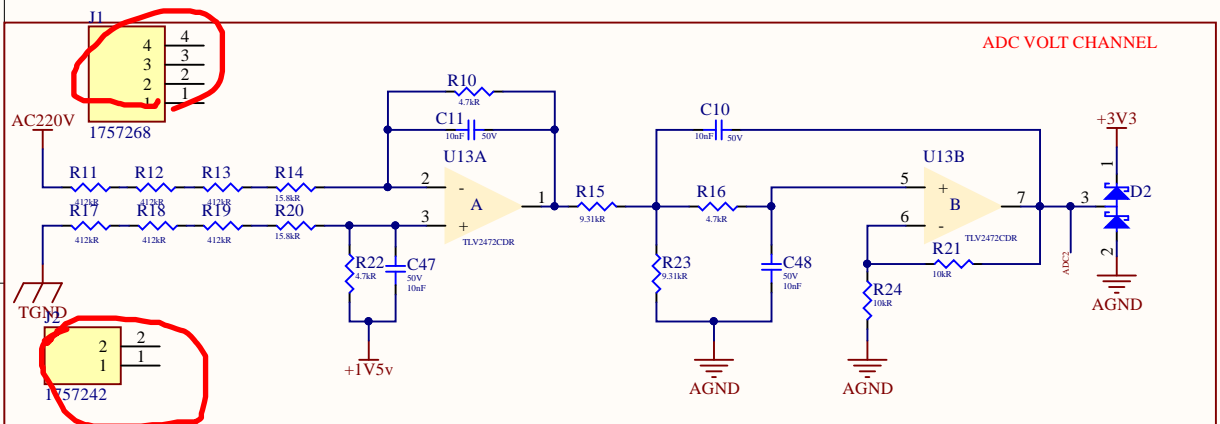 J1
ADC VOLT CHANNEL
4 4
3 3
2 2
1 1
1757268
AC220V
R10
4.7kR
C11
10nF 50V
U13A
C10
10nF 50V
U13B
+3V3
R11 R12 R13 R14
412kR 412kR 412kR 15.8kR
2 - 
A
1
3 +
TLV2472CDR
R15
9.31kR
R16
4.7kR
5 +
B
7
6 -
TLV2472CDR
1
3
D2
2
R17 R18 R19 R20
412kR 412kR 412kR 15.8kR
R22
4.7kR
C47
50V
10nF
R23
9.31kR
C48
50V
10nF
R21
10kR
R24
10kR
ADC2
AGND
TGND
J2
2 2
1 1
1757242
+1V5v
AGND
AGND